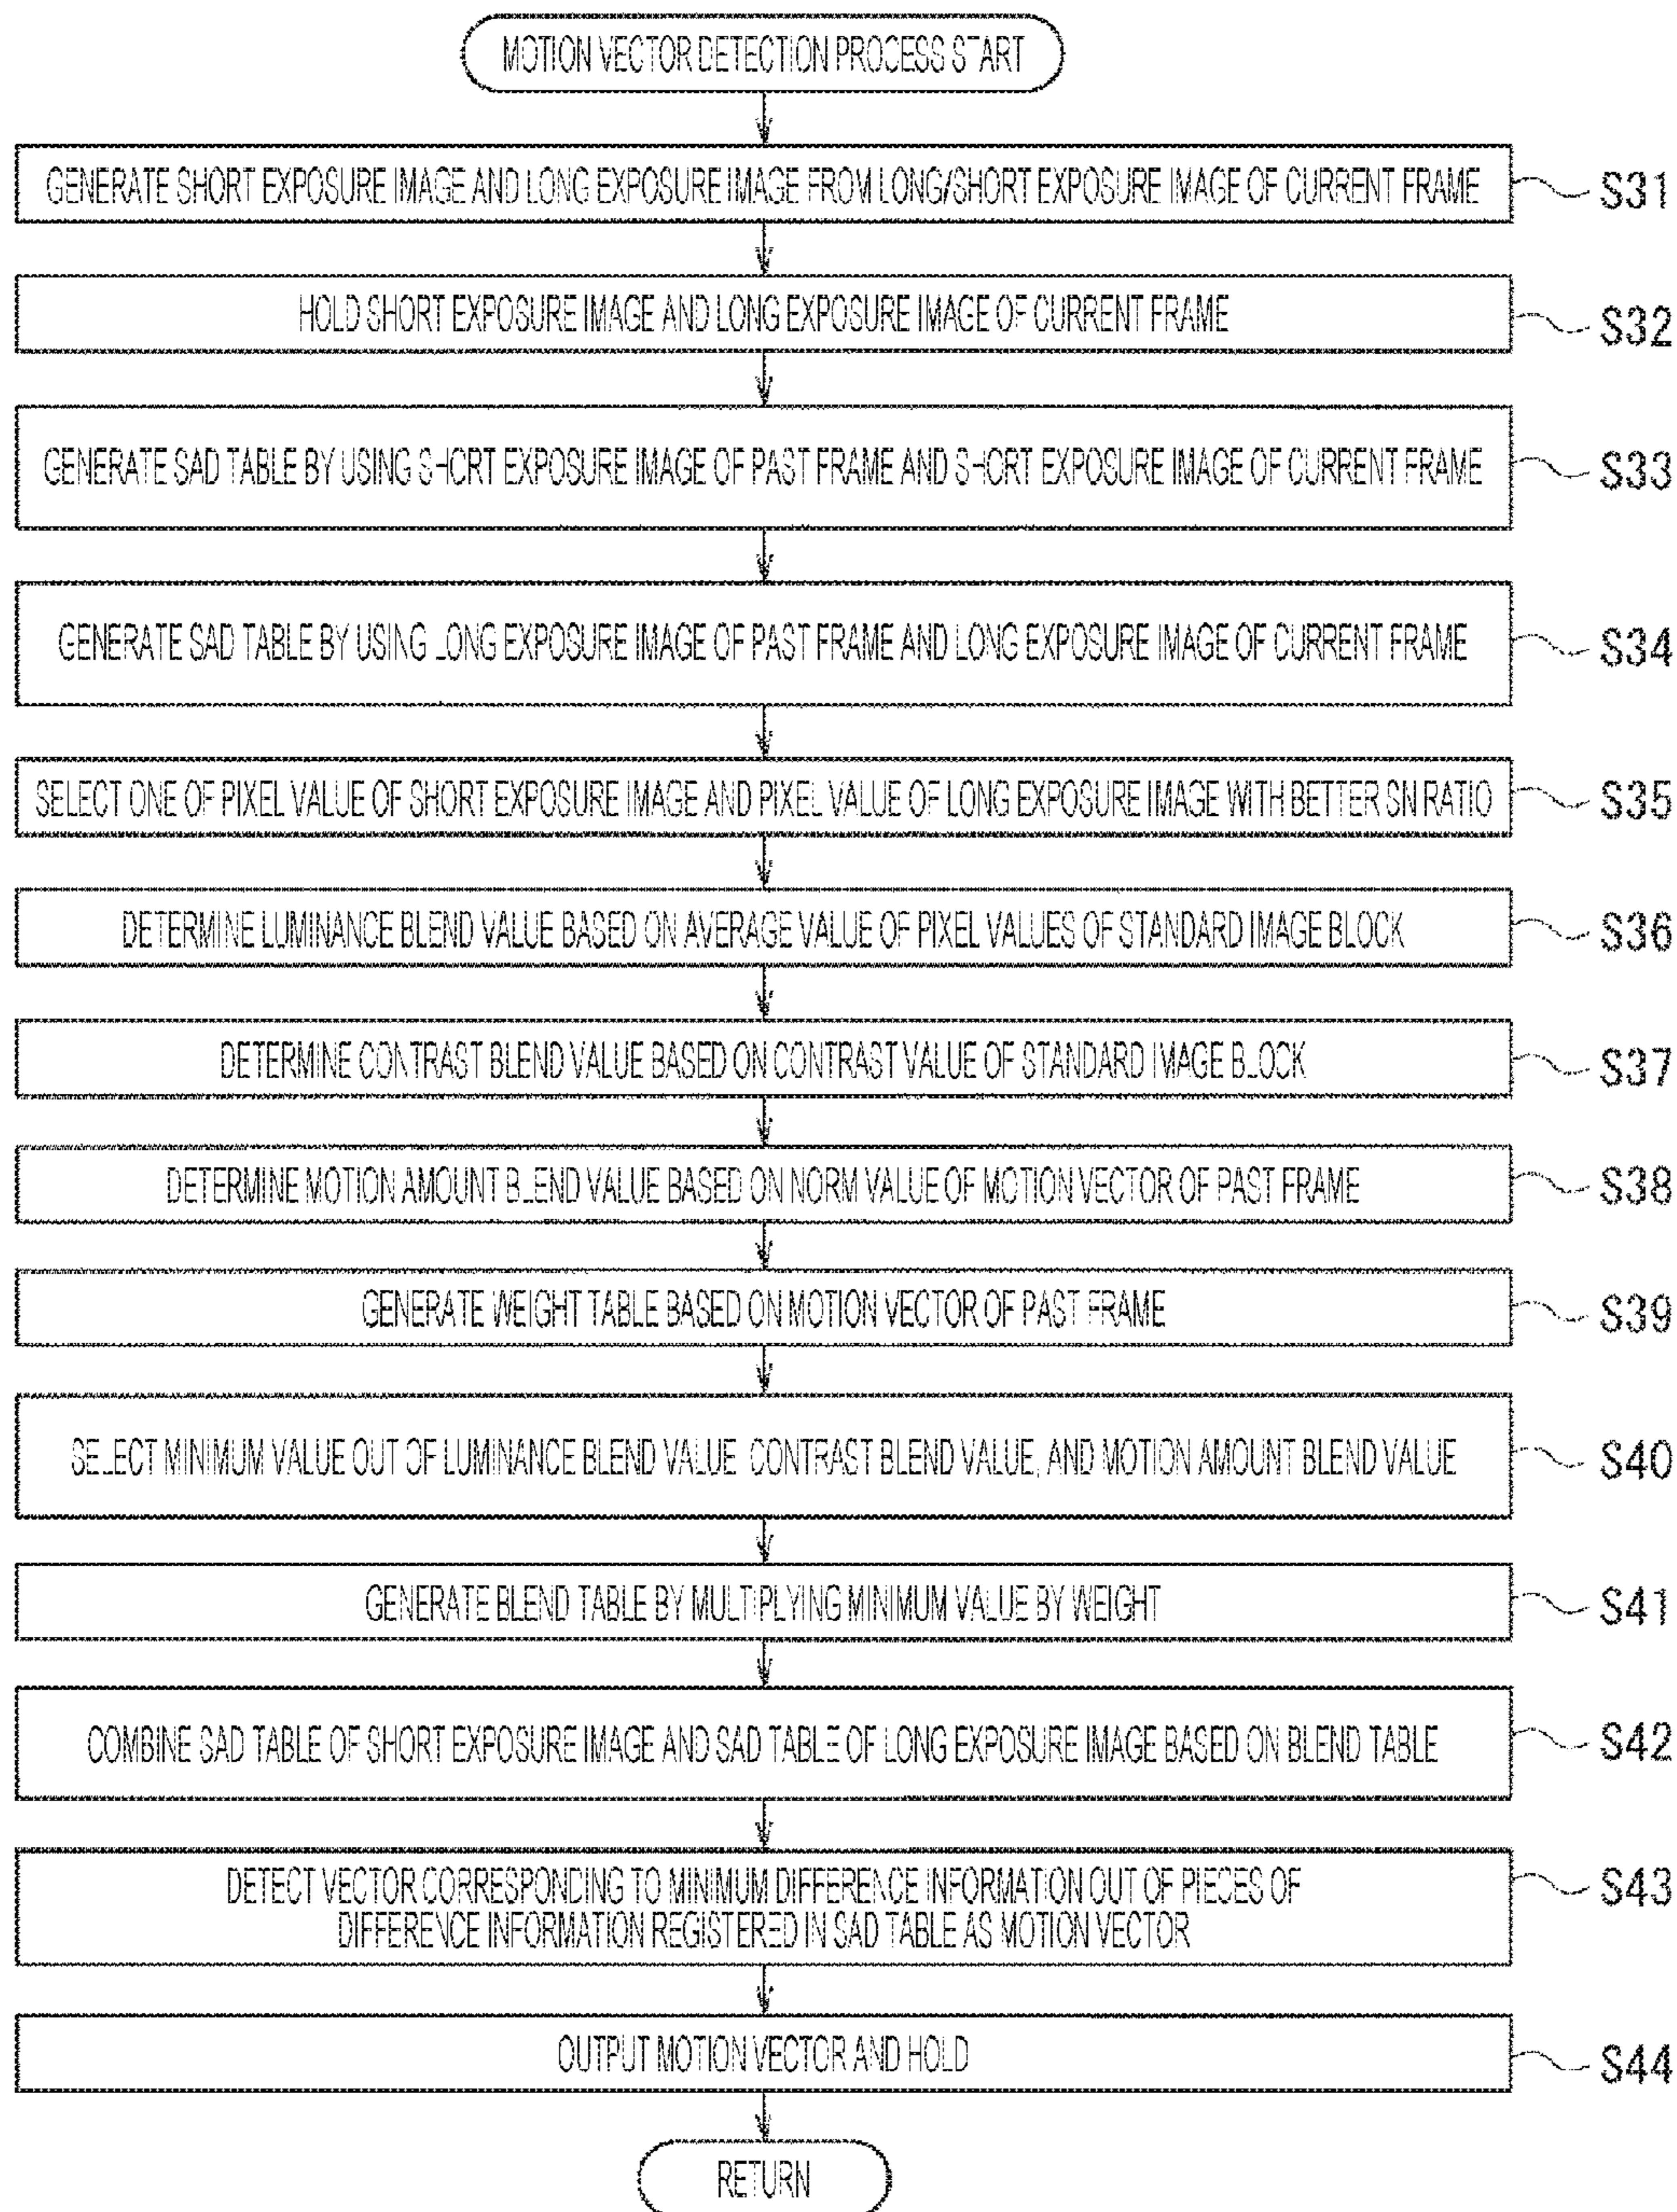 MOTION VECTOR DETECTION PROCESS START
GENERATE SHORT EXPOSURE IMAGE AND LONG EXPOSURE IMAGE FROM LONG/SHORT EXPOSURE IMAGE OF CURRENT FRAME
S31
HOLD SHORT EXPOSURE IMAGE AND LONG EXPOSURE IMAGE OF CURRENT FRAME
S32
GENERATE SAD TABLE BY USING SHORT EXPOSURE IMAGE OF PAST FRAME AND SHORT EXPOSURE IMAGE OF CURRENT FRAME
S33
GENERATE SAD TABLE BY USING LONG EXPOSURE IMAGE OF PAST FRAME AND LONG EXPOSURE IMAGE OF CURRENT FRAME
S34
SELECT ONE OF PIXEL VALUE OF SHORT EXPOSURE IMAGE AND PIXEL VALUE OF LONG EXPOSURE IMAGE WITH BETTER SN RATIO
S35
DETERMINE LUMINANCE BLEND VALUE BASED ON AVERAGE VALUE OF PIXEL VALUES OF STANDARD IMAGE BLOCK
S36
DETERMINE CONTRAST BLEND VALUE BASED ON CONTRAST VALUE OF STANDARD IMAGE BLOCK
S37
DETERMINE MOTION AMOUNT BLEND VALUE BASED ON NORM VALUE OF MOTION VECTOR OF PAST FRAME
S38
GENERATE WEIGHT TABLE BASED ON MOTION VECTOR OF PAST FRAME
S39
SELECT MINIMUM VALUE OUT OF LUMINANCE BLEND VALUE, CONTRAST BLEND VALUE, AND MOTION AMOUNT BLEND VALUE
S40
GENERATE BLEND TABLE BY MULTIPLYING MINIMUM VALUE BY WEIGHT
S41
COMBINE SAD TABLE OF SHORT EXPOSURE IMAGE AND SAD TABLE OF LONG EXPOSURE IMAGE BASED ON BLEND TABLE
S42
DETECT VECTOR CORRESPONDING TO MINIMUM DIFFERENCE INFORMATION OUT OF PIECES OF
DIFFERENCE INFORMATION REGISTERED IN SAD TABLE AS MOTION VECTOR
S43
OUTPUT MOTION VECTOR AND HOLD
S44
RETURN